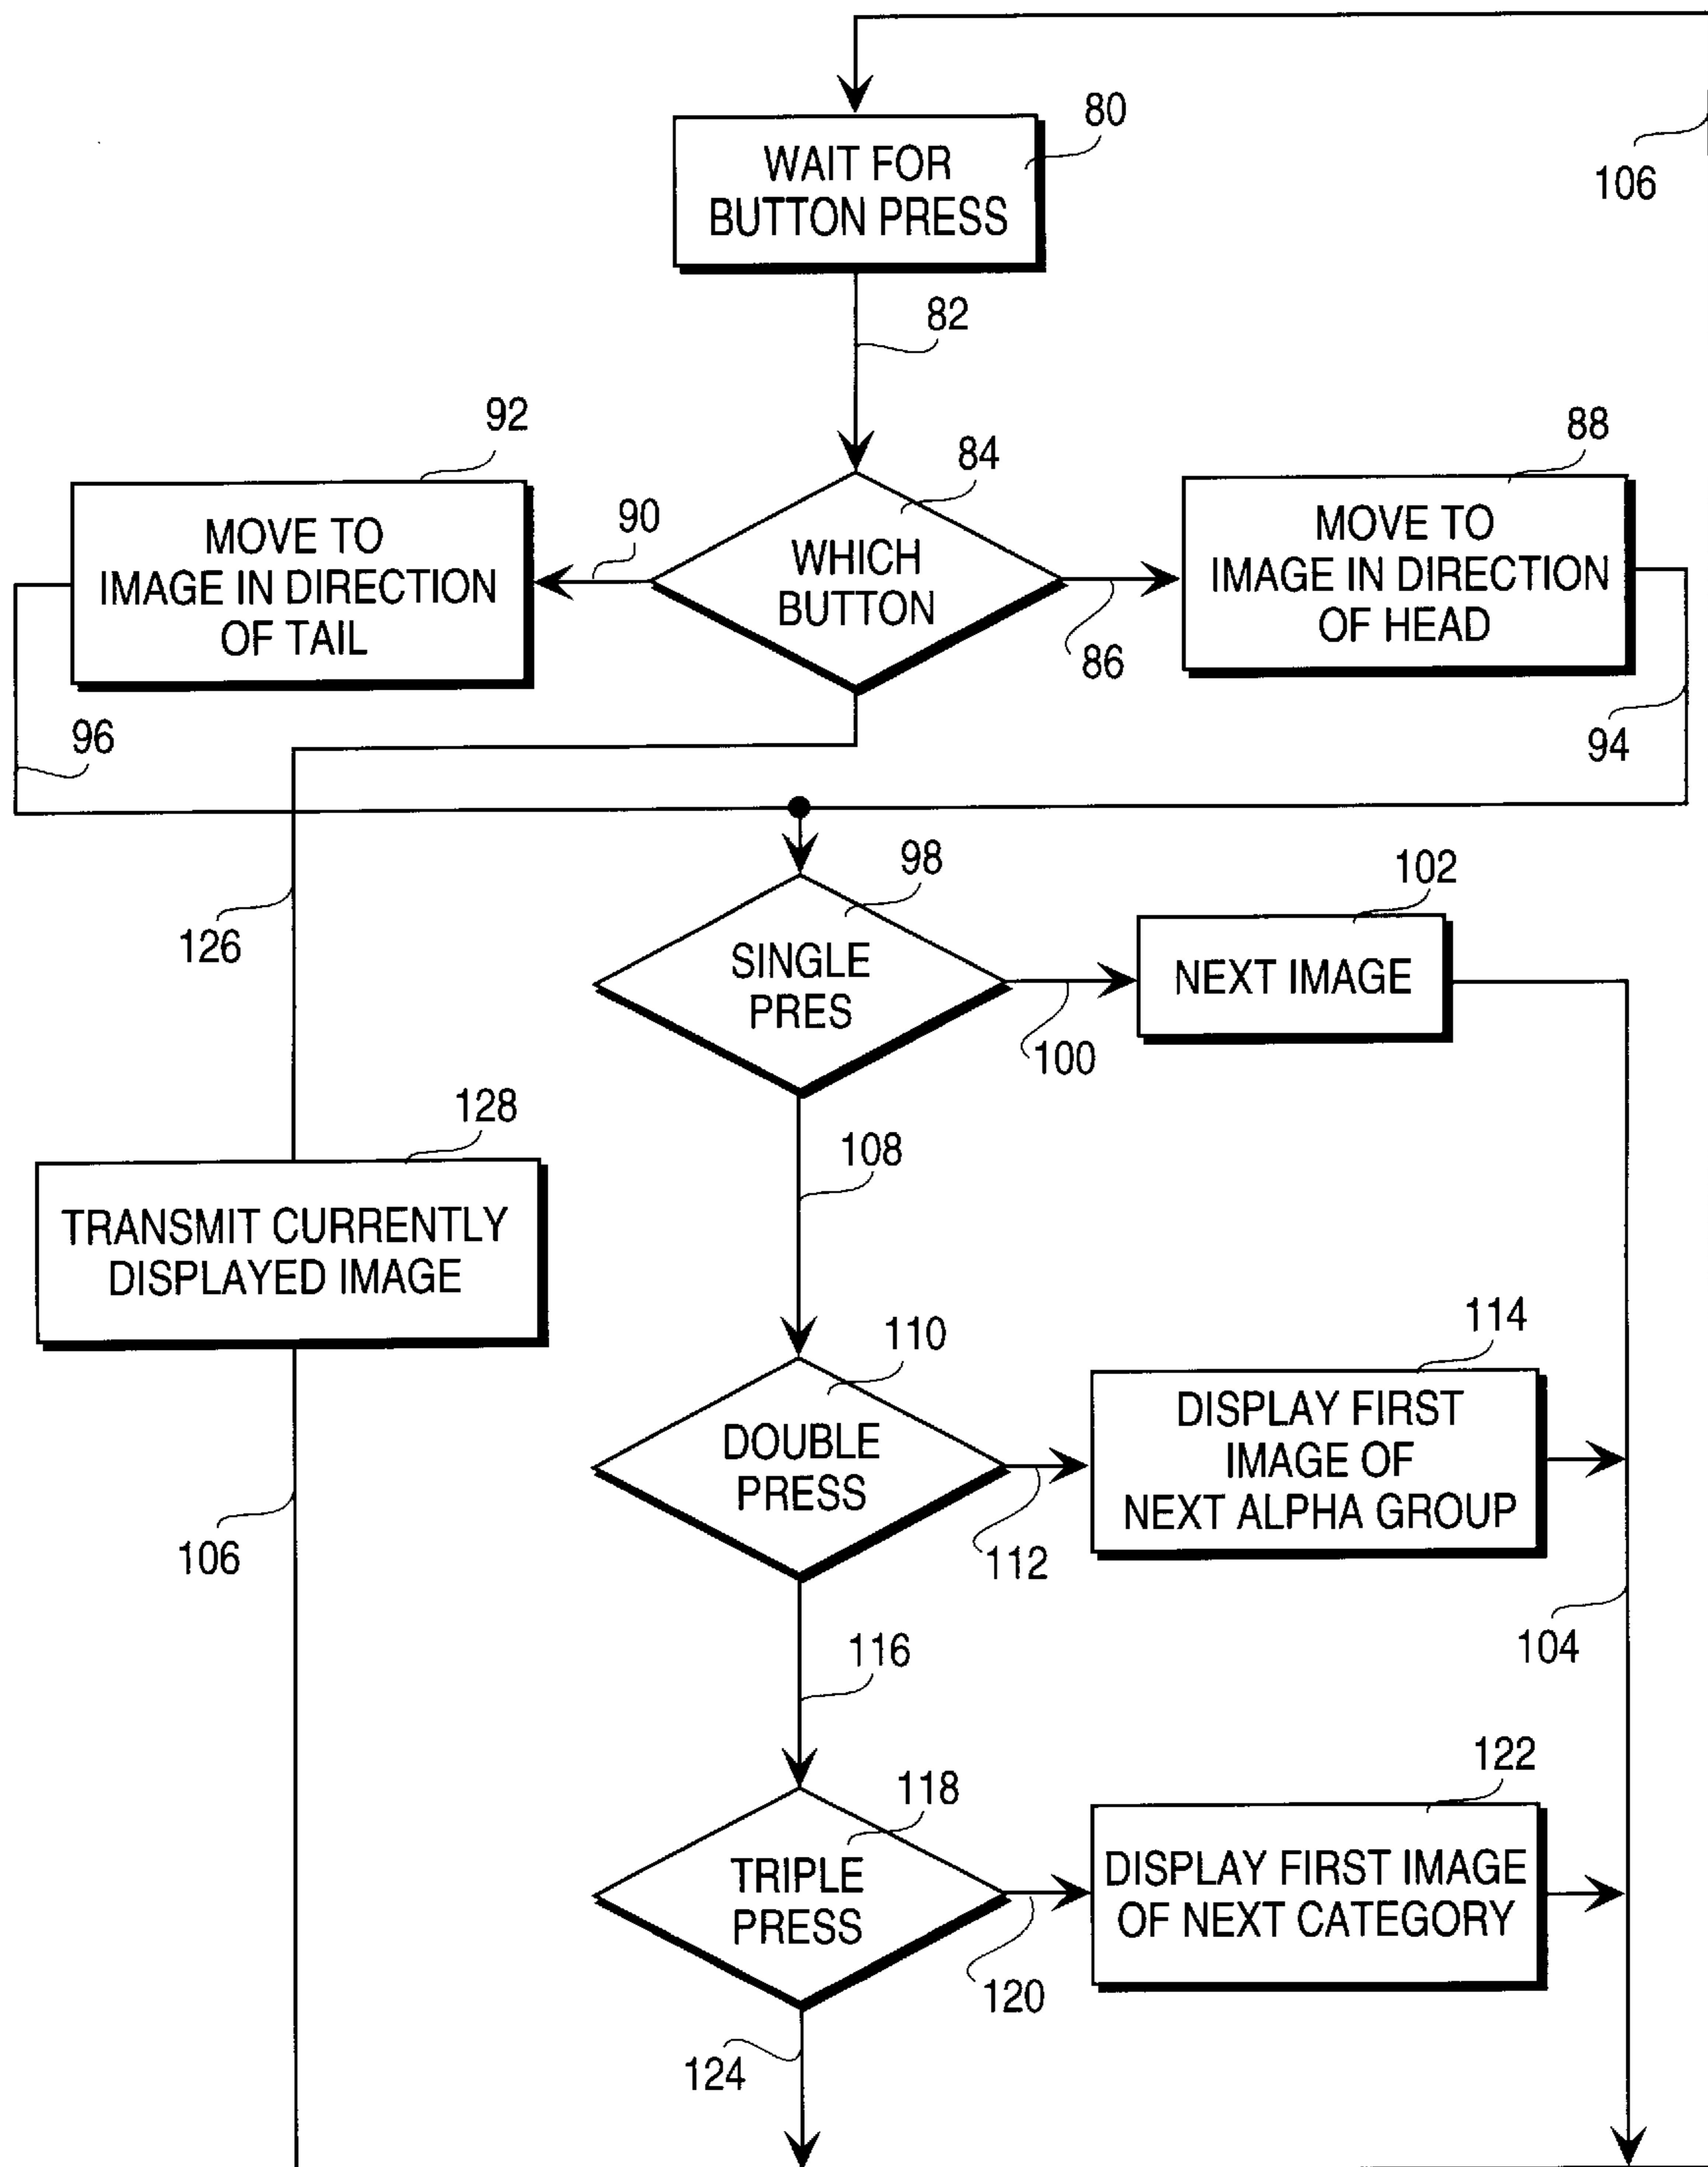 80
WAIT FOR
BUTTON PRESS
106
82
92
84
88
MOVE TO
IMAGE IN DIRECTION
OF TAIL
90
WHICH
BUTTON
86
MOVE TO
IMAGE IN DIRECTION
OF HEAD
96
94
98
102
126
SINGLE
PRES
100
NEXT IMAGE
128
108
TRANSMIT CURRENTLY
DISPLAYED IMAGE
110
114
DOUBLE
PRESS
112
DISPLAY FIRST
IMAGE OF
NEXT ALPHA GROUP
106
116
104
118
122
TRIPLE
PRESS
120
DISPLAY FIRST IMAGE
OF NEXT CATEGORY
124